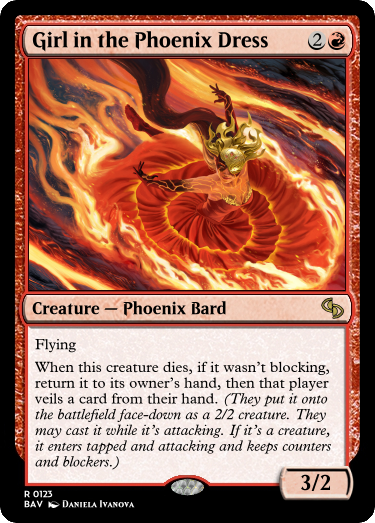 Girl in the Phoenix Dress 2
Creature — Phoenix Bard
Flying
When this creature dies, if it wasn't blocking,
return it to its owner's hand, then that player
veils a card from their hand. (They put it onto
the battlefield face-down as a 2/2 creature. They
may cast it while it's attacking. If it's a creature,
it enters tapped and attacking and keeps counters
and blockers.)
3/2
R 0123
BAV Daniela Ivanova